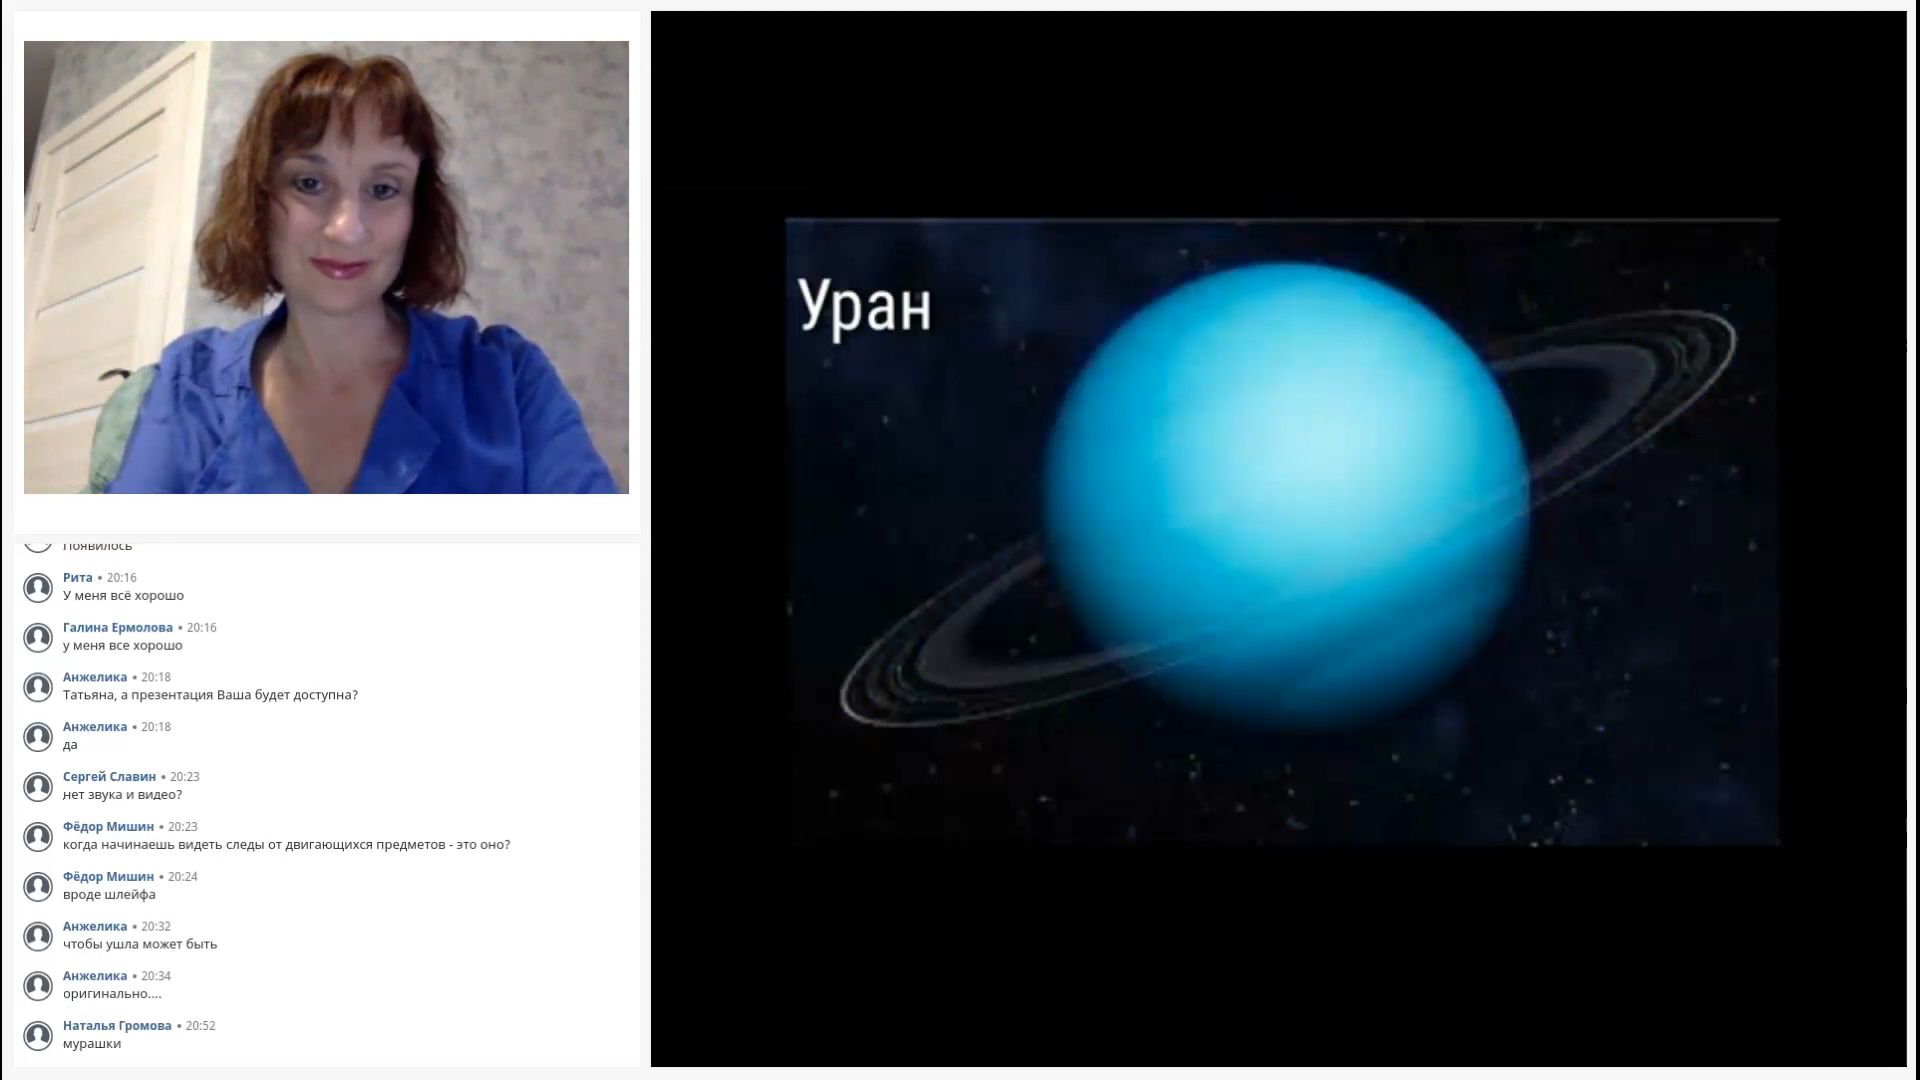 Появилось
Рита • 20:16
У меня всё хорошо
Галина Ермолова • 20:16
у меня все хорошо
Анжелика • 20:18
Татьяна, а презентация Ваша будет доступна?
Анжелика • 20:18
да
Сергей Славин • 20:23
нет звука и видео?
Фёдор Мишин • 20:23
когда начинаешь видеть следы от двигающихся предметов - это оно?
Фёдор Мишин • 20:24
вроде шлейфа
Анжелика • 20:32
чтобы ушла может быть
Анжелика • 20:34
оригинально....
Наталья Громова • 20:52
мурашки
Уран